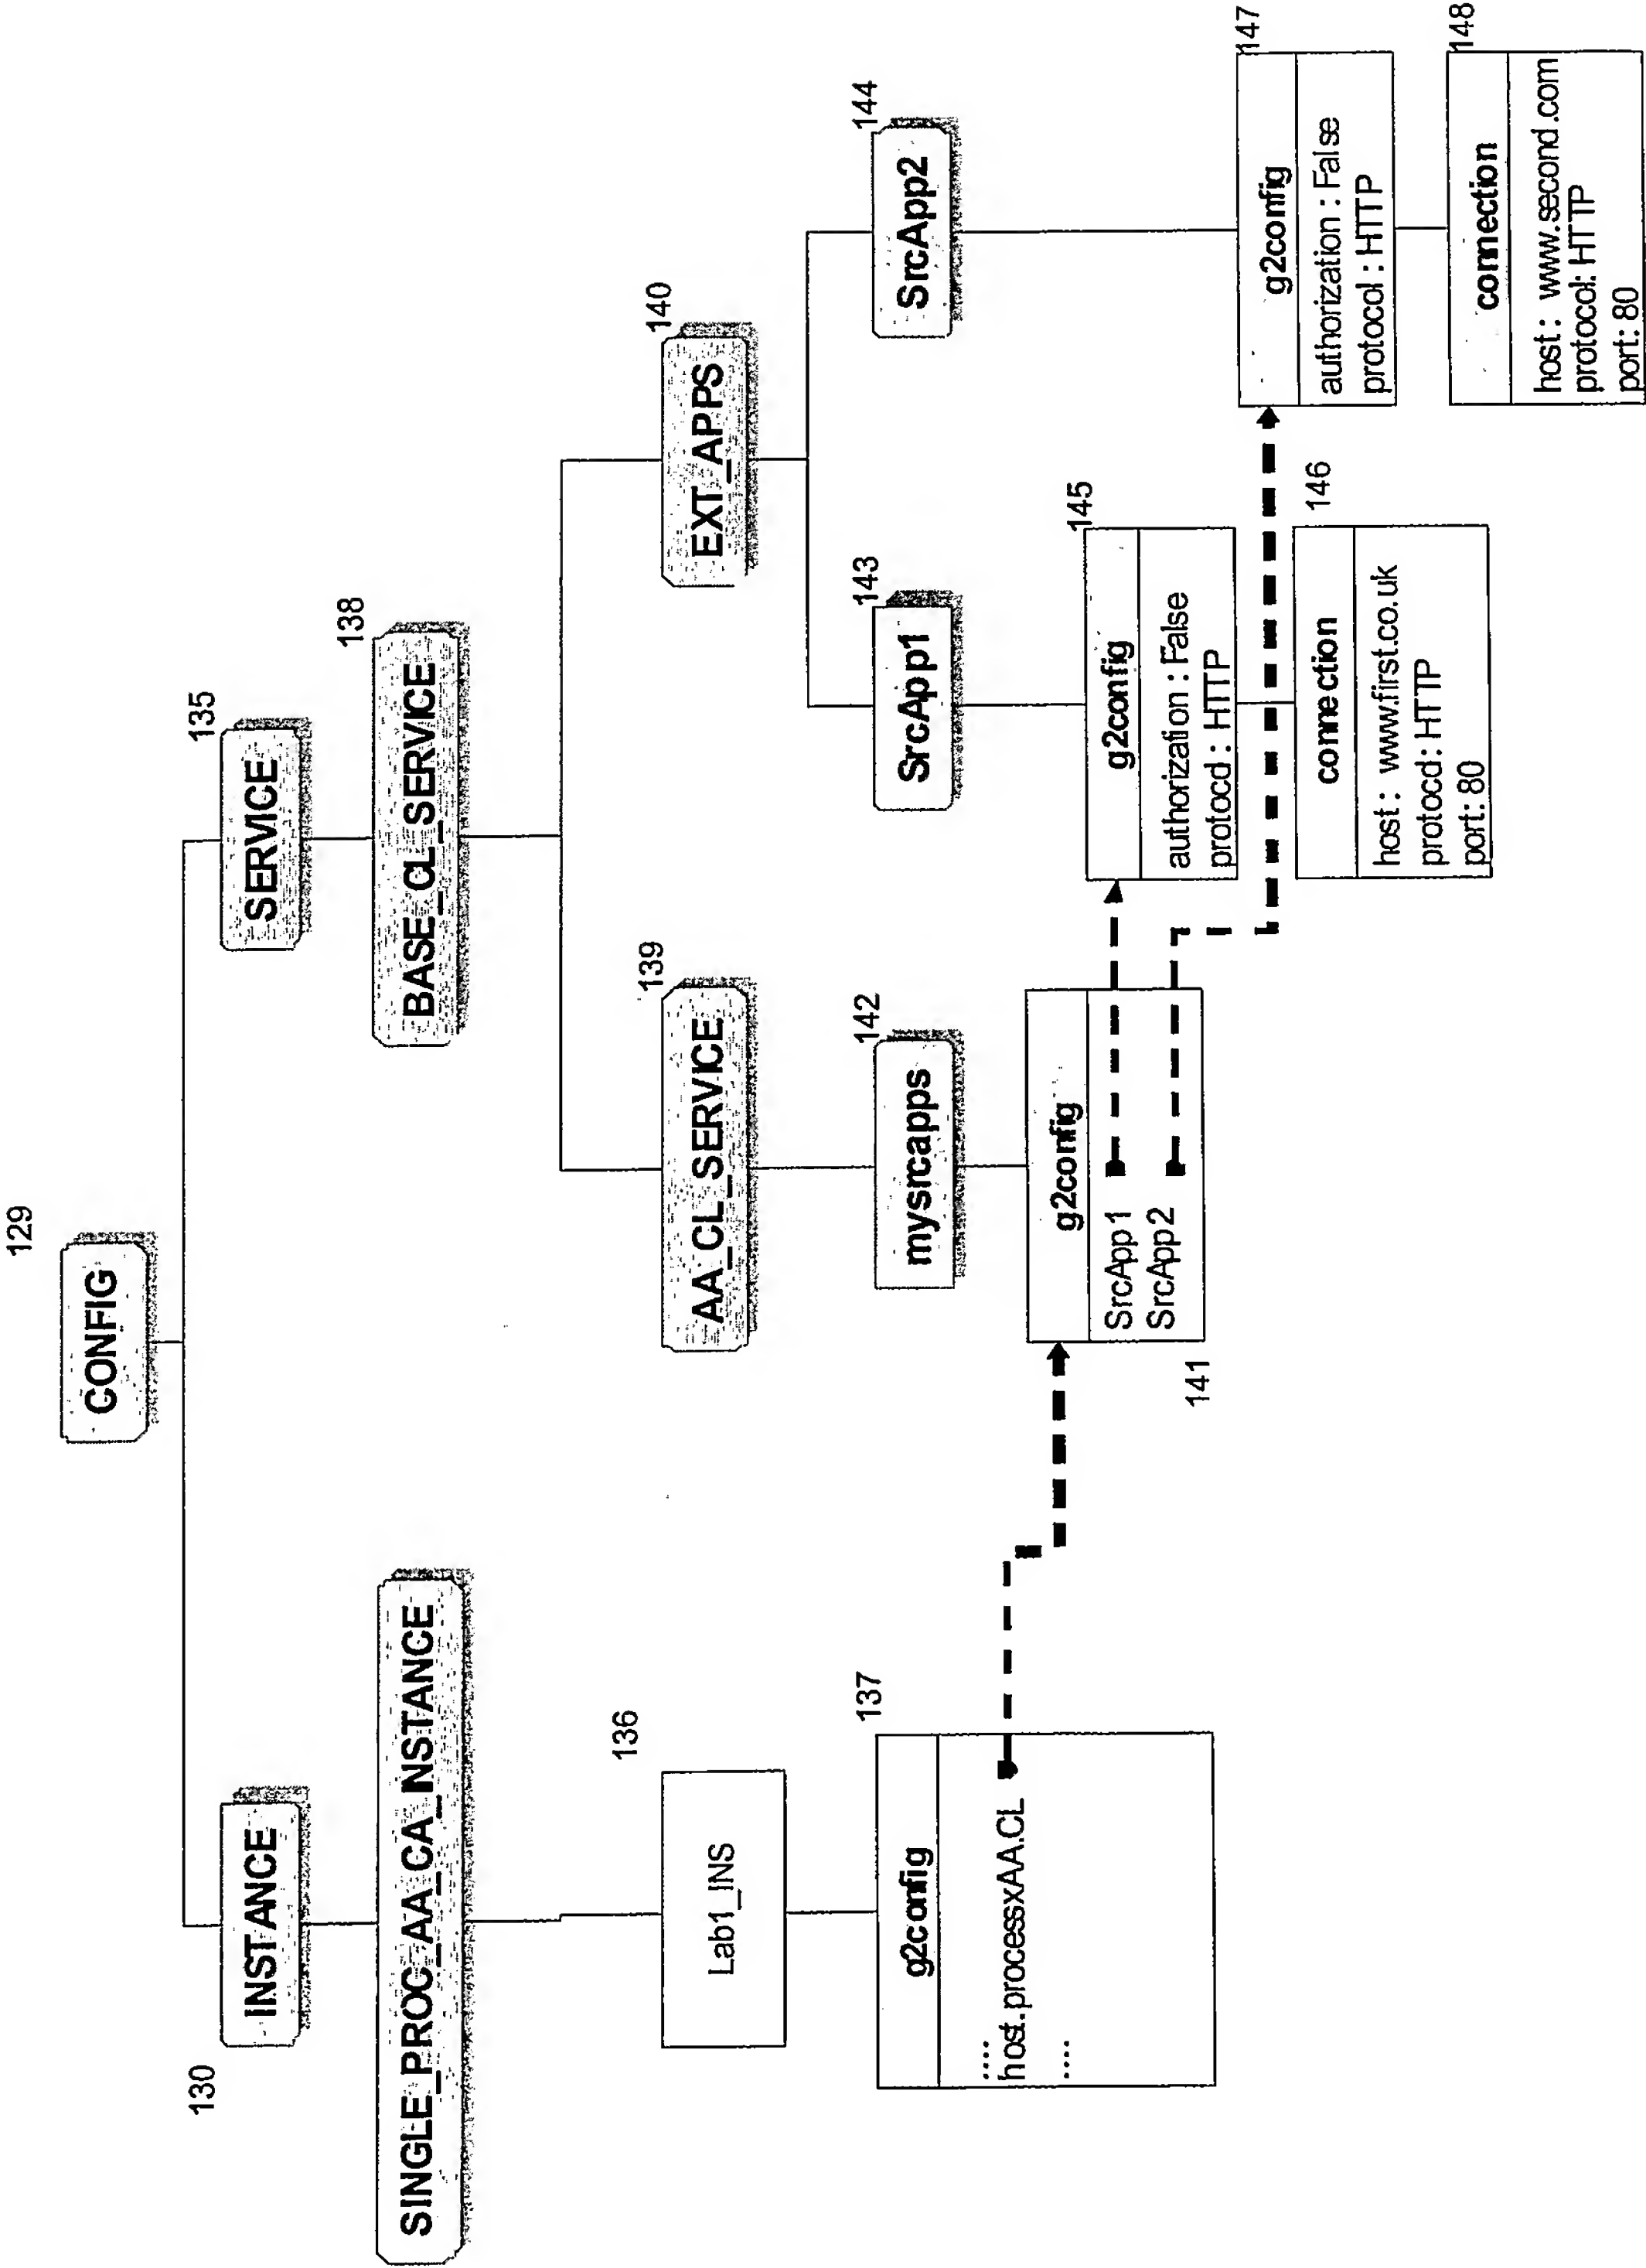 129
CONFIG
130
INSTANCE
135
SERVICE
SINGLE_PROC_AA_CA_INSTANCE
138
BASE_CL_SERVICE
136
Lab1_INS
139
AA_CL_SERVICE
140
EXT_APPS
137
g2config
....
host.processxAA.CL
....
142
mysrcapps
143
SrcApp1
144
SrcApp2
g2config
SrcApp1
SrcApp2
141
145
g2config
authorization : False
protocol : HTTP
146
connection
host : www.first.co.uk
protocol : HTTP
port : 80
147
g2config
authorization : False
protocol : HTTP
148
connection
host : www.second.com
protocol : HTTP
port : 80